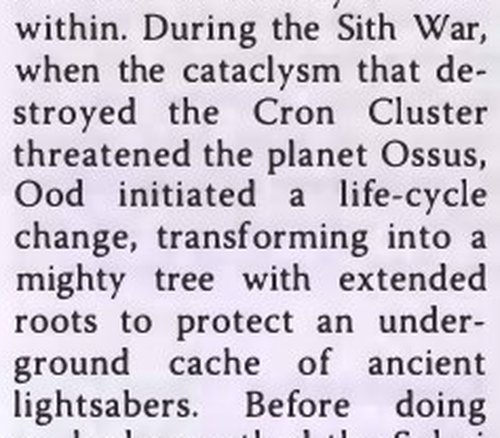 within. During the Sith War,
when the cataclysm that de-
stroyed the Cron Cluster
threatened the planet Ossus,
Ood initiated a life-cycle
change, transforming into a
mighty tree with extended
roots to protect an under-
ground cache of ancient
lightsabers. Before doing
the